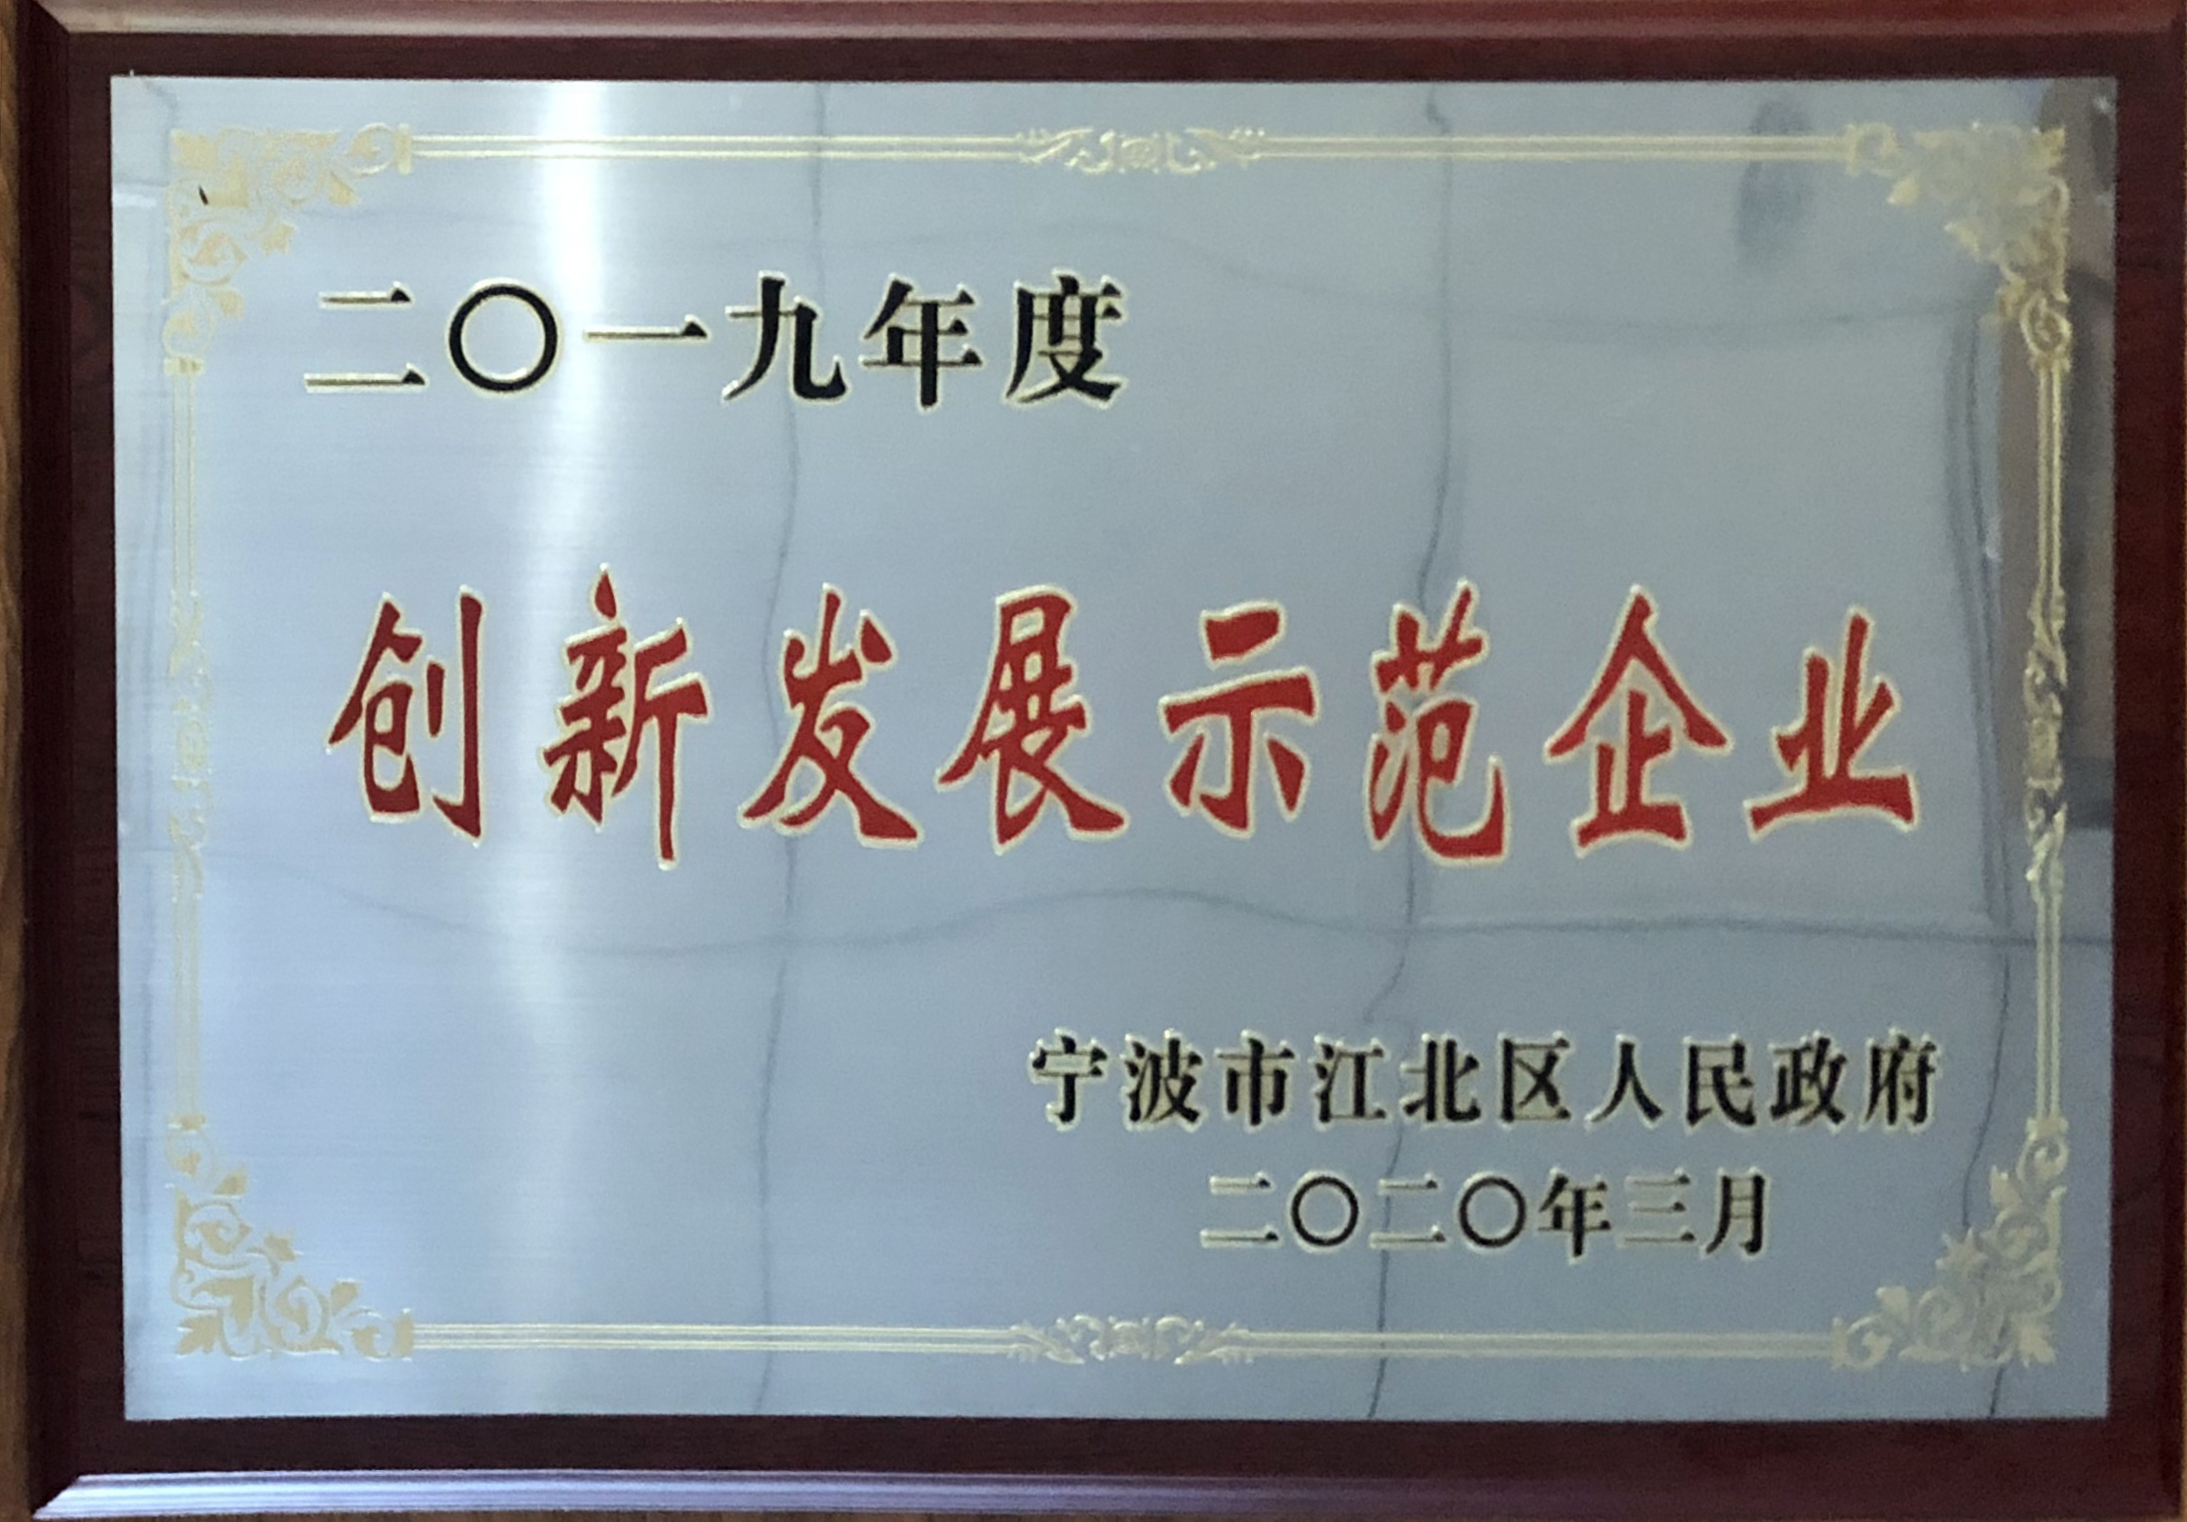 二〇一九年度
创新发展示范企业
宁波市江北区人民政府
二〇二〇年三月